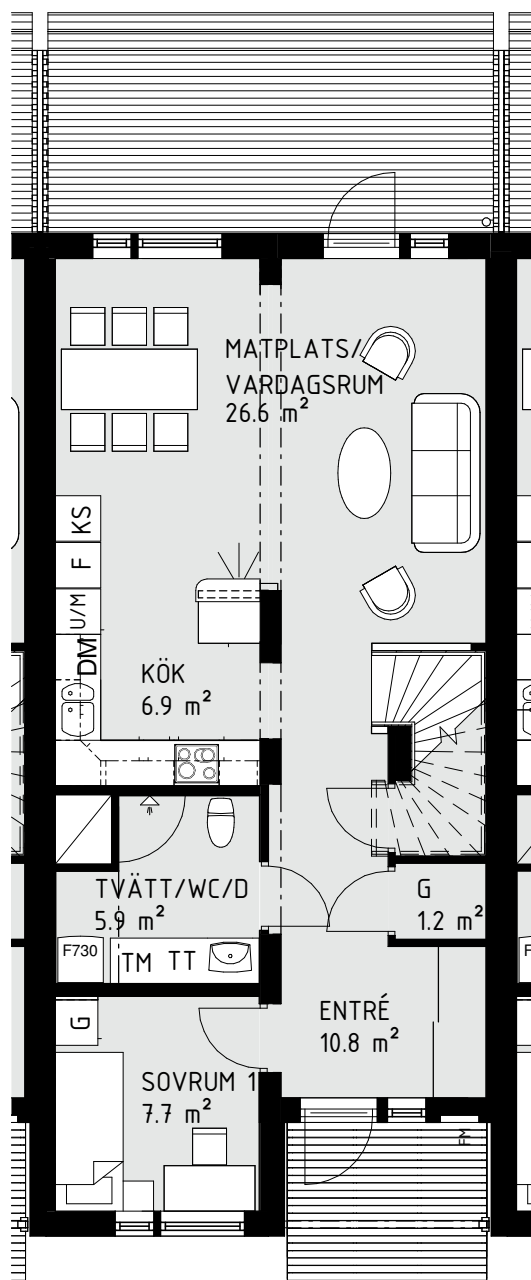 MATPLATS/
VARDAGSRUM
26.6 m²
KS
F
U/M
DM
KÖK
6.9 m²
TVÄTT/WC/D
5.9 m²
G
1.2 m²
F730
TM TT
G
ENTRÉ
10.8 m²
SOVRUM 1
7.7 m²
FM
F